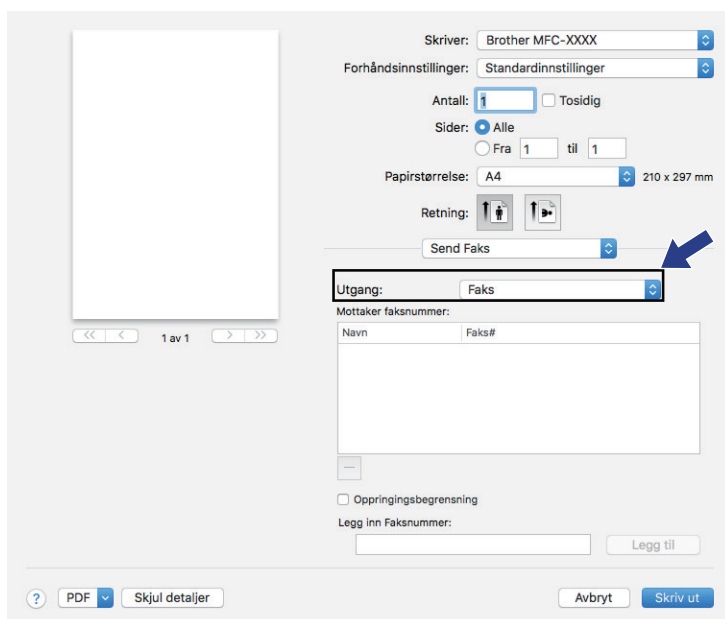 Skriver: Brother MFC-XXXX
Forhåndsinnstillinger: Standardinnstillinger
Antall: 1 Tosidig
Sider: Alle
Fra 1 til 1
Papirstørrelse: A4 210 x 297 mm
Retning:
Send Faks
Utgang: Faks
Mottaker faksnummer:
Navn Faks#
1 av 1
Oppringingsbegrensning
Legg inn Faksnummer:
Legg til
? PDF Skjul detaljer Avbryt Skriv ut